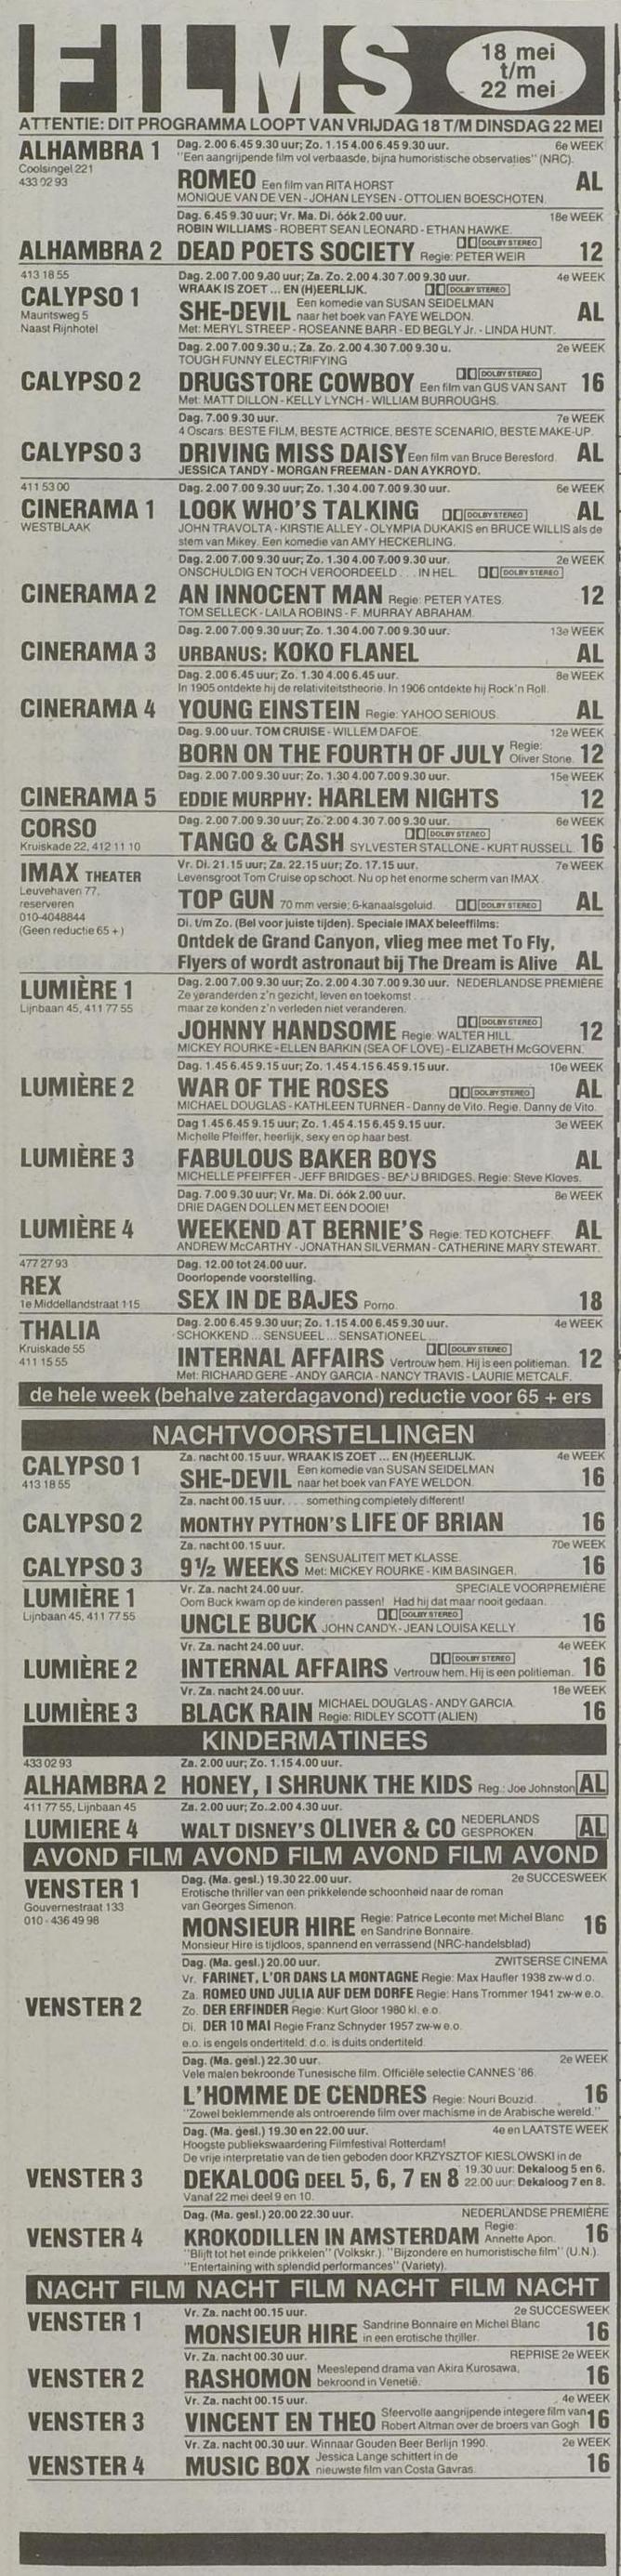 FILMS
18 mei
t/m
22 mei
ATTENTIE: DIT PROGRAMMA LOOPT VAN VRIJDAG 18 T/M DINSDAG 22 MEI
ALHAMBRA 1
Coolsingel 221
433 02 93
Dag. 2.00 6.45 9.30 uur; Zo. 1.15 4.00 6.45 9.30 uur. 6e WEEK
"Een aangrijpende film vol verbaasde, bijna humoristische observaties" (NRC).
ROMEO Een film van RITA HORST AL
MONIQUE VAN DE VEN - JOHAN LEYSEN - OTTOLIEN BOESCHOTEN.
Dag. 6.45 9.30 uur; Vr. Ma. Di. óók 2.00 uur. 18e WEEK
ROBIN WILLIAMS - ROBERT SEAN LEONARD - ETHAN HAWKE.
ALHAMBRA 2 DEAD POETS SOCIETY DOLBY STEREO Regie: PETER WEIR 12
413 18 55
CALYPSO 1
Mauritsweg 5
Naast Rijnhotel
Dag. 2.00 7.00 9.30 uur; Za. Zo. 2.00 4.30 7.00 9.30 uur. 4e WEEK
WRAAK IS ZOET ... EN (H)EERLIJK. DOLBY STEREO
SHE-DEVIL Een komedie van SUSAN SEIDELMAN naar het boek van FAYE WELDON. AL
Met: MERYL STREEP - ROSEANNE BARR - ED BEGLY Jr. - LINDA HUNT.
Dag. 2.00 7.00 9.30 u.; Za. Zo. 2.00 4.30 7.00 9.30 u. 2e WEEK
TOUGH FUNNY ELECTRIFYING
CALYPSO 2 DRUGSTORE COWBOY DOLBY STEREO Een film van GUS VAN SANT 16
Met: MATT DILLON - KELLY LYNCH - WILLIAM BURROUGHS.
Dag. 7.00 9.30 uur. 7e WEEK
4 Oscars: BESTE FILM, BESTE ACTRICE, BESTE SCENARIO, BESTE MAKE-UP.
CALYPSO 3 DRIVING MISS DAISY Een film van Bruce Beresford. AL
JESSICA TANDY - MORGAN FREEMAN - DAN AYKROYD.
411 53 00
CINERAMA 1
WESTBLAAK
Dag. 2.00 7.00 9.30 uur; Zo. 1.30 4.00 7.00 9.30 uur. 6e WEEK
LOOK WHO'S TALKING DOLBY STEREO AL
JOHN TRAVOLTA - KIRSTIE ALLEY - OLYMPIA DUKAKIS en BRUCE WILLIS als de
stem van Mikey. Een komedie van AMY HECKERLING.
Dag. 2.00 7.00 9.30 uur; Zo. 1.30 4.00 7.00 9.30 uur. 2e WEEK
ONSCHULDIG EN TOCH VEROORDEELD ... IN HEL. DOLBY STEREO
CINERAMA 2 AN INNOCENT MAN Regie: PETER YATES. 12
TOM SELLECK - LAILA ROBINS - F. MURRAY ABRAHAM.
Dag. 2.00 7.00 9.30 uur; Zo. 1.30 4.00 7.00 9.30 uur. 13e WEEK
CINERAMA 3 URBANUS: KOKO FLANEL AL
Dag. 2.00 6.45 uur; Zo. 1.30 4.00 6.45 uur. 8e WEEK
In 1905 ontdekte hij de relativiteitstheorie. In 1906 ontdekte hij Rock'n Roll.
CINERAMA 4 YOUNG EINSTEIN Regie: YAHOO SERIOUS. AL
Dag. 9.00 uur. TOM CRUISE - WILLEM DAFOE. 12e WEEK
BORN ON THE FOURTH OF JULY Regie: Oliver Stone. 12
Dag. 2.00 7.00 9.30 uur; Zo. 1.30 4.00 7.00 9.30 uur. 15e WEEK
CINERAMA 5 EDDIE MURPHY: HARLEM NIGHTS 12
CORSO
Kruiskade 22, 412 11 10
Dag. 2.00 7.00 9.30 uur; Zo. 2.00 4.30 7.00 9.30 uur. 6e WEEK
TANGO & CASH DOLBY STEREO SYLVESTER STALLONE - KURT RUSSELL 16
IMAX THEATER
Leuvehaven 77.
reserveren
010-4048844
(Geen reductie 65 +)
Vr. Di. 21.15 uur; Za. 22.15 uur; Zo. 17.15 uur. 7e WEEK
Levensgroot Tom Cruise op schoot. Nu op het enorme scherm van IMAX.
TOP GUN 70 mm versie; 6-kanaalsgeluid. DOLBY STEREO AL
Di. t/m Zo. (Bel voor juiste tijden). Speciale IMAX beleeffilms:
Ontdek de Grand Canyon, vlieg mee met To Fly,
Flyers of wordt astronaut bij The Dream is Alive AL
LUMIÈRE 1
Lijnbaan 45, 411 77 55
Dag. 2.00 7.00 9.30 uur; Zo. 2.00 4.30 7.00 9.30 uur. NEDERLANDSE PREMIÈRE
Ze veranderden z'n gezicht, leven en toekomst ...
maar ze konden z'n verleden niet veranderen.
JOHNNY HANDSOME DOLBY STEREO Regie: WALTER HILL. 12
MICKEY ROURKE - ELLEN BARKIN (SEA OF LOVE) - ELIZABETH McGOVERN.
Dag. 1.45 6.45 9.15 uur; Zo. 1.45 4.15 6.45 9.15 uur. 10e WEEK
LUMIÈRE 2 WAR OF THE ROSES DOLBY STEREO AL
MICHAEL DOUGLAS - KATHLEEN TURNER - Danny de Vito. Regie: Danny de Vito.
Dag 1.45 6.45 9.15 uur; Zo. 1.45 4.15 6.45 9.15 uur. 3e WEEK
Michelle Pfeiffer, heerlijk, sexy en op haar best.
LUMIÈRE 3 FABULOUS BAKER BOYS AL
MICHELLE PFEIFFER - JEFF BRIDGES - BEAU BRIDGES. Regie: Steve Kloves.
Dag. 7.00 9.30 uur; Vr. Ma. Di. óók 2.00 uur. 8e WEEK
DRIE DAGEN DOLLEN MET EEN DOOIE!
LUMIÈRE 4 WEEKEND AT BERNIE'S Regie: TED KOTCHEFF. AL
ANDREW McCARTHY - JONATHAN SILVERMAN - CATHERINE MARY STEWART.
477 27 93
REX
1e Middellandstraat 115
Dag. 12.00 tot 24.00 uur.
Doorlopende voorstelling.
SEX IN DE BAJES Porno. 18
THALIA
Kruiskade 55
411 15 55
Dag. 2.00 6.45 9.30 uur; Zo. 1.15 4.00 6.45 9.30 uur. 4e WEEK
SCHOKKEND ... SENSUEEL ... SENSATIONEEL ...
INTERNAL AFFAIRS DOLBY STEREO Vertrouw hem. Hij is een politieman. 12
Met: RICHARD GERE - ANDY GARCIA - NANCY TRAVIS - LAURIE METCALF.
de hele week (behalve zaterdagavond) reductie voor 65 + ers
NACHTVOORSTELLINGEN
CALYPSO 1
413 18 55
Za. nacht 00.15 uur. WRAAK IS ZOET ... EN (H)EERLIJK. 4e WEEK
SHE-DEVIL Een komedie van SUSAN SEIDELMAN naar het boek van FAYE WELDON. 16
Za. nacht 00.15 uur. ... something completely different!
CALYPSO 2 MONTHY PYTHON'S LIFE OF BRIAN 16
Za. nacht 00.15 uur. 70e WEEK
CALYPSO 3 9½ WEEKS SENSUALITEIT MET KLASSE. Met: MICKEY ROURKE - KIM BASINGER. 16
LUMIÈRE 1
Lijnbaan 45, 411 77 55
Vr. Za. nacht 24.00 uur. SPECIALE VOORPREMIÈRE
Oom Buck kwam op de kinderen passen! Had hij dat maar nooit gedaan.
UNCLE BUCK DOLBY STEREO JOHN CANDY - JEAN LOUISA KELLY. 16
Vr. Za. nacht 24.00 uur. 4e WEEK
LUMIÈRE 2 INTERNAL AFFAIRS DOLBY STEREO Vertrouw hem. Hij is een politieman. 16
Vr. Za. nacht 24.00 uur. 18e WEEK
LUMIÈRE 3 BLACK RAIN MICHAEL DOUGLAS - ANDY GARCIA. Regie: RIDLEY SCOTT (ALIEN) 16
KINDERMATINEES
433 02 93 Za. 2.00 uur; Zo. 1.15 4.00 uur.
ALHAMBRA 2 HONEY, I SHRUNK THE KIDS Reg.: Joe Johnston AL
411 77 55, Lijnbaan 45 Za. 2.00 uur; Zo. 2.00 4.30 uur.
LUMIERE 4 WALT DISNEY'S OLIVER & CO NEDERLANDS GESPROKEN. AL
AVOND FILM AVOND FILM AVOND FILM AVOND
VENSTER 1
Gouvernestraat 133
010 - 436 49 98
Dag. (Ma. gesl.) 19.30 22.00 uur. 2e SUCCESWEEK
Erotische thriller van een prikkelende schoonheid naar de roman
van Georges Simenon.
MONSIEUR HIRE Regie: Patrice Leconte met Michel Blanc en Sandrine Bonnaire. 16
Monsieur Hire is tijdloos, spannend en verrassend (NRC-handelsblad)
Dag. (Ma. gesl.) 20.00 uur. ZWITSERSE CINEMA
Vr. FARINET, L'OR DANS LA MONTAGNE Regie: Max Haufler 1938 zw-w d.o.
Za. ROMEO UND JULIA AUF DEM DORFE Regie: Hans Trommer 1941 zw-w e.o.
VENSTER 2 Zo. DER ERFINDER Regie: Kurt Gloor 1980 kl. e.o.
Di. DER 10 MAI Regie Franz Schnyder 1957 zw-w e.o.
e.o. is engels ondertiteld. d.o. is duits ondertiteld.
Dag. (Ma. gesl.) 22.30 uur. 2e WEEK
Vele malen bekroonde Tunesische film. Officiële selectie CANNES '86.
L'HOMME DE CENDRES Regie: Nouri Bouzid. 16
"Zowel beklemmende als ontroerende film over machisme in de Arabische wereld."
Dag. (Ma. gesl.) 19.30 en 22.00 uur. 4e en LAATSTE WEEK
Hoogste publiekswaardering Filmfestival Rotterdam!
De vrije interpretatie van de tien geboden door KRZYSZTOF KIESLOWSKI in de
VENSTER 3 DEKALOOG DEEL 5, 6, 7 EN 8 19.30 uur: Dekaloog 5 en 6. 22.00 uur: Dekaloog 7 en 8.
Vanaf 22 mei deel 9 en 10.
Dag. (Ma. gesl.) 20.00 22.30 uur. NEDERLANDSE PREMIÈRE
VENSTER 4 KROKODILLEN IN AMSTERDAM Regie: Annette Apon. 16
"Blijft tot het einde prikkelen" (Volkskr.). "Bijzondere en humoristische film" (U.N.).
"Entertaining with splendid performances" (Variety).
NACHT FILM NACHT FILM NACHT FILM NACHT
Vr. Za. nacht 00.15 uur. 2e SUCCESWEEK
VENSTER 1 MONSIEUR HIRE Sandrine Bonnaire en Michel Blanc in een erotische thriller. 16
Vr. Za. nacht 00.30 uur. REPRISE 2e WEEK
VENSTER 2 RASHOMON Meeslepend drama van Akira Kurosawa, bekroond in Venetië. 16
Vr. Za. nacht 00.15 uur. 4e WEEK
VENSTER 3 VINCENT EN THEO Sfeervolle aangrijpende integere film van Robert Altman over de broers van Gogh. 16
Vr. Za. nacht 00.30 uur. Winnaar Gouden Beer Berlijn 1990. 2e WEEK
VENSTER 4 MUSIC BOX Jessica Lange schittert in de nieuwste film van Costa Gavras. 16